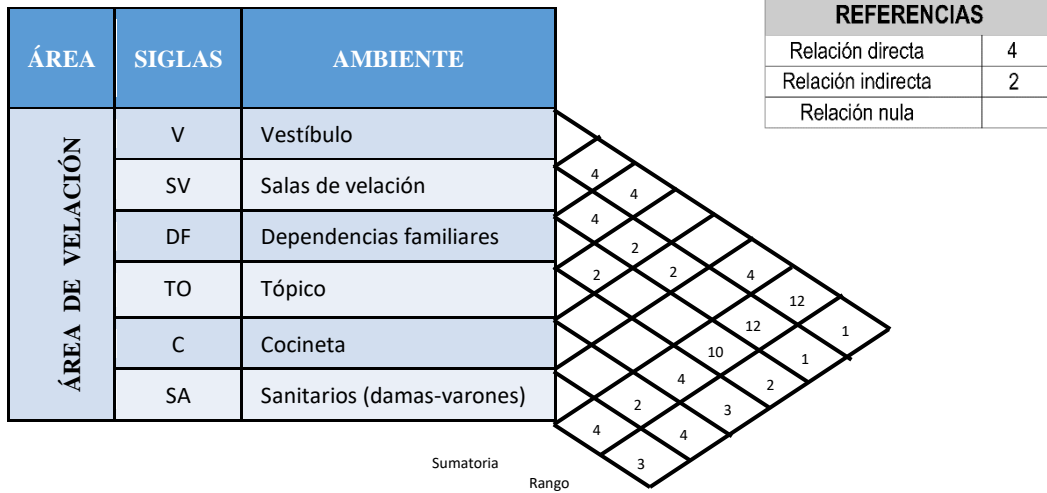 REFERENCIAS
Relación directa 4
Relación indirecta 2
Relación nula
ÁREA SIGLAS AMBIENTE
ÁREA DE VELACIÓN
V Vestíbulo
SV Salas de velación
DF Dependencias familiares
TO Tópico
C Cocineta
SA Sanitarios (damas-varones)
4 4
4
2
2 2 4
12
12 1
10 1
4 2
2 3
4 4
3
Sumatoria
Rango